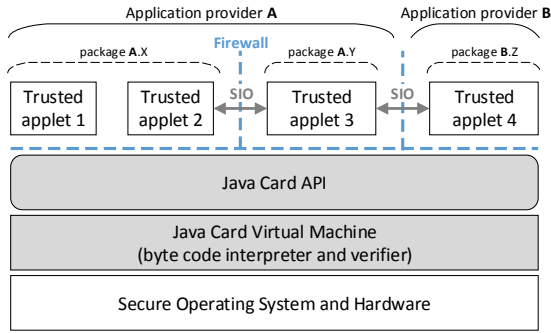 Application provider A
Application provider B
Firewall
package A.X
package A.Y
package B.Z
Trusted
applet 1
Trusted
applet 2
SIO
Trusted
applet 3
SIO
Trusted
applet 4
Java Card API
Java Card Virtual Machine
(byte code interpreter and verifier)
Secure Operating System and Hardware